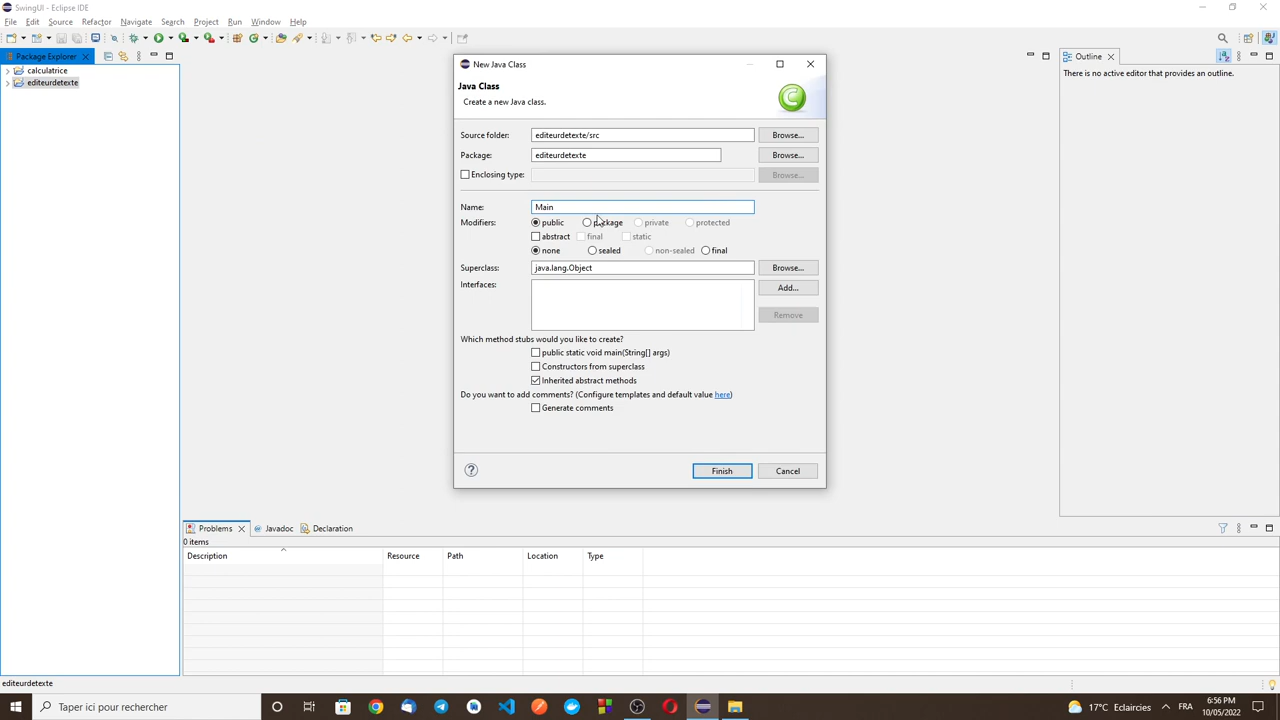 SwingUI - Eclipse IDE
File Edit Source Refactor Navigate Search Project Run Window Help
Package Explorer
calculatrice
editeurdetexte
New Java Class
Java Class
Create a new Java class.
Source folder: editeurdetexte/src Browse...
Package: editeurdetexte Browse...
Enclosing type: Browse...
Name: Main
Modifiers: public package private protected
abstract final static
none sealed non-sealed final
Superclass: java.lang.Object Browse...
Interfaces: Add...
Remove
Which method stubs would you like to create?
public static void main(String[] args)
Constructors from superclass
Inherited abstract methods
Do you want to add comments? (Configure templates and default value here)
Generate comments
Finish Cancel
Outline
There is no active editor that provides an outline.
Problems Javadoc Declaration
0 items
Description Resource Path Location Type
editeurdetexte
Taper ici pour rechercher
17°C Eclaircies FRA 6:56 PM
10/05/2022